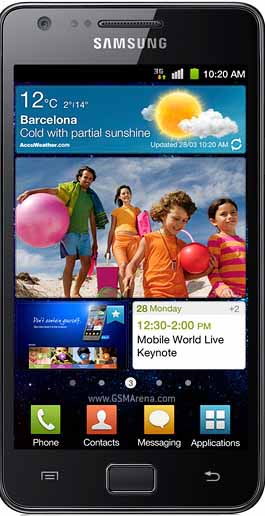 SAMSUNG
3G 10:20 AM
12°C 2°/14°
Barcelona
Cold with partial sunshine
AccuWeather.com Updated 28/03 10:20 AM
Don't confuse yourself.
28 Monday +2
12:30-2:00 PM
Mobile World Live
Keynote
3
www.GSMArena.com
Phone Contacts Messaging Applications